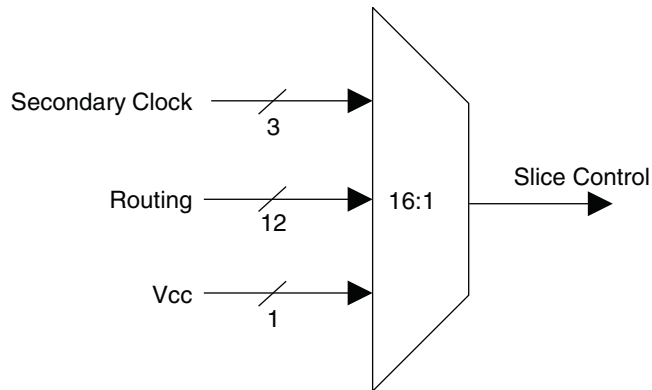 Secondary Clock
3
Routing
12
Vcc
1
16:1
Slice Control